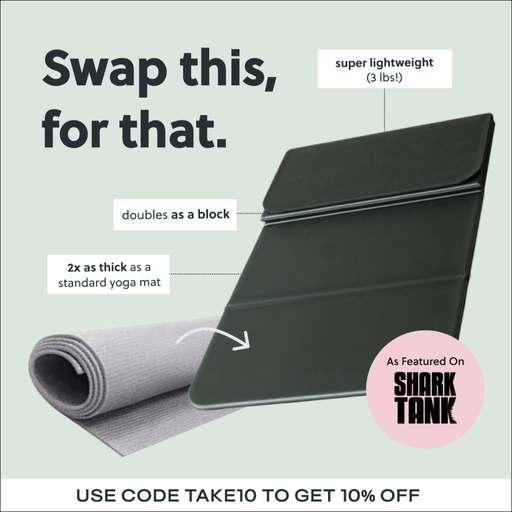 Swap this,
for that.
super lightweight
(3 lbs!)
doubles as a block
2x as thick as a
standard yoga mat
As Featured On
SHARK
TANK
USE CODE TAKE10 TO GET 10% OFF